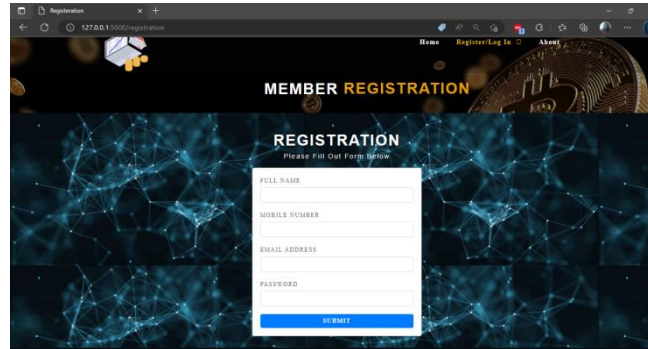 Registeration
127.0.0.1:5000/registration
Home Register/Log In About
MEMBER REGISTRATION
REGISTRATION
Please Fill Out Form Below
FULL NAME
MOBILE NUMBER
EMAIL ADDRESS
PASSWORD
SUBMIT